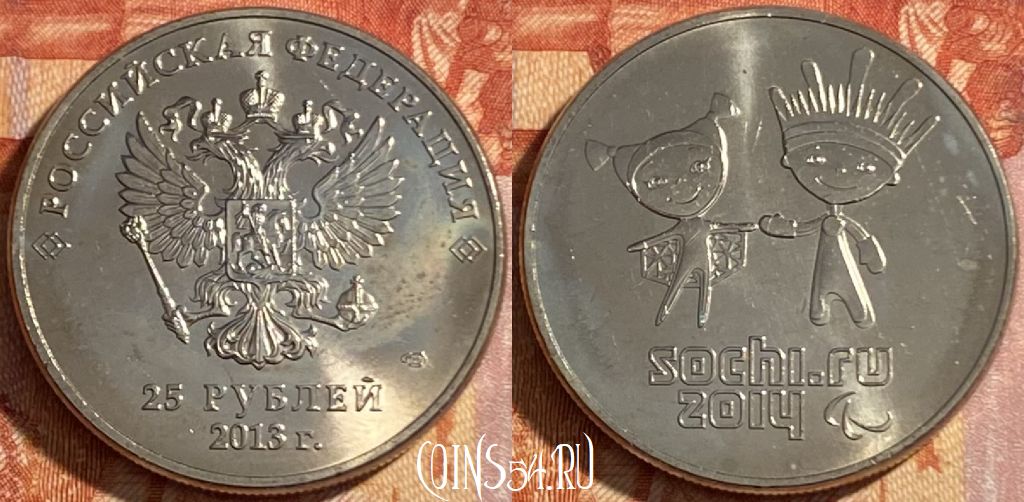 РОССИЙСКАЯ ФЕДЕРАЦИЯ
25 РУБЛЕЙ
2013 г.
sochi.ru
2014
COINS54.RU